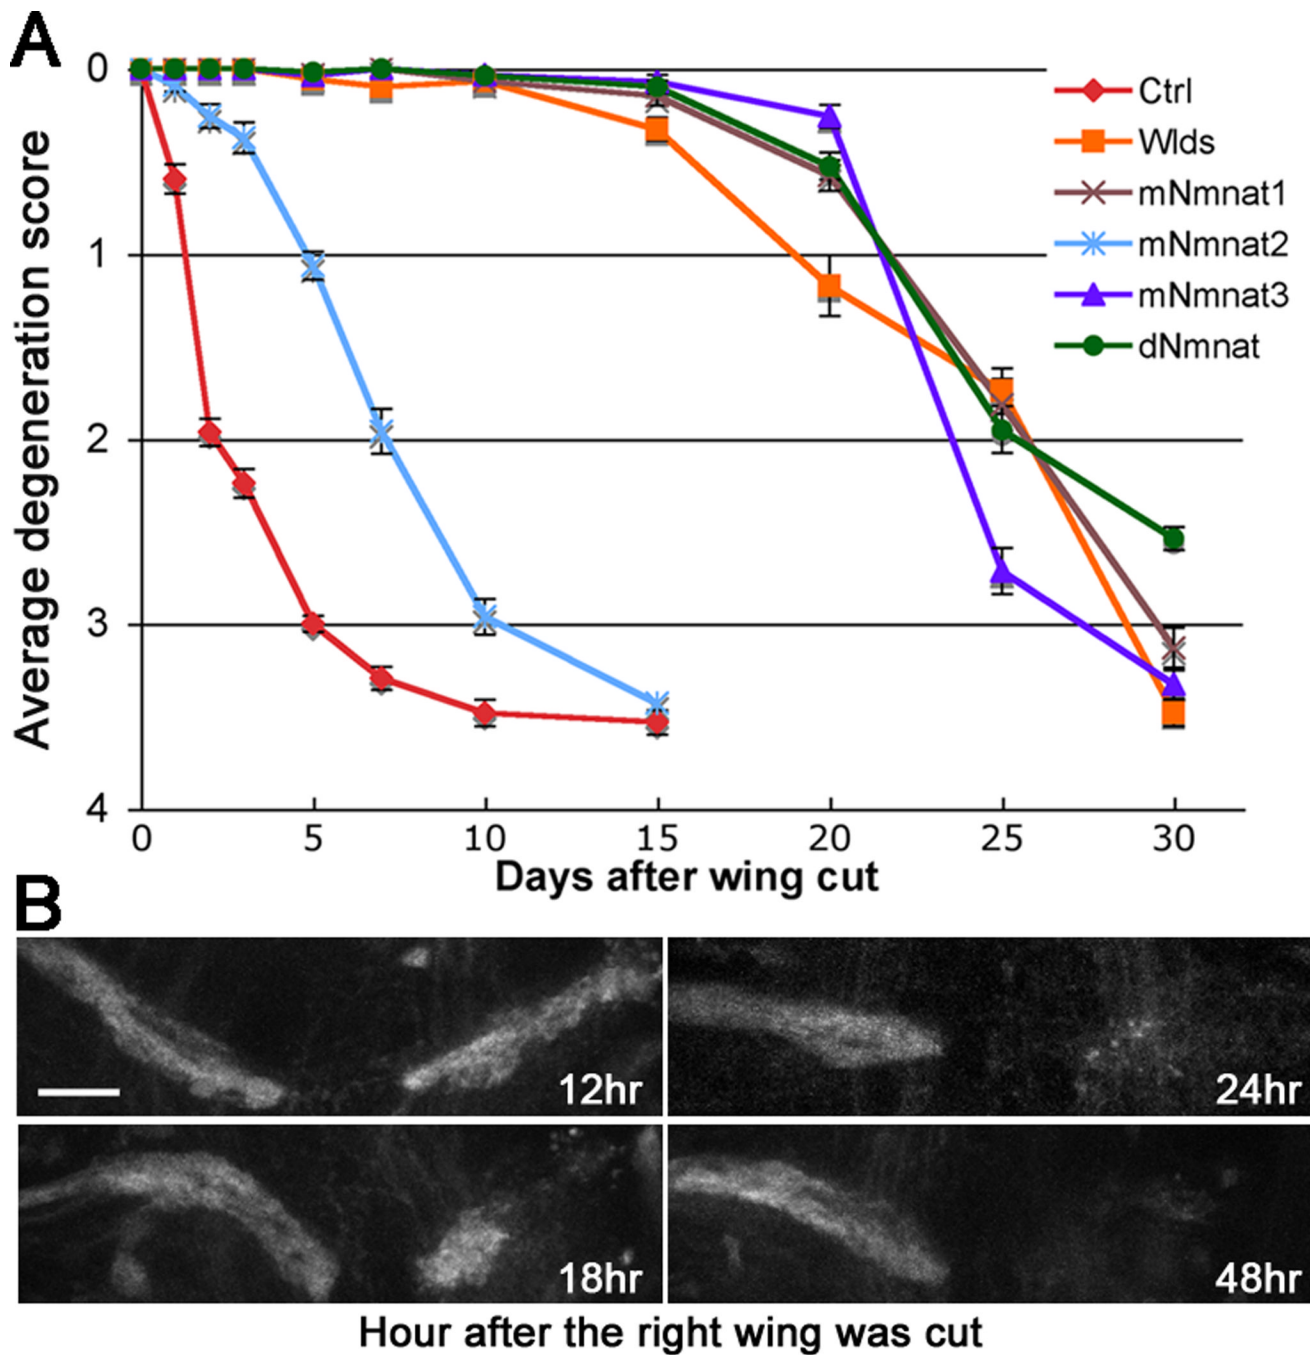 A
Average degeneration score
0
1
2
3
4
0 5 10 15 20 25 30
Days after wing cut
Ctrl
Wlds
mNmnat1
mNmnat2
mNmnat3
dNmnat
B
12hr
24hr
18hr
48hr
Hour after the right wing was cut